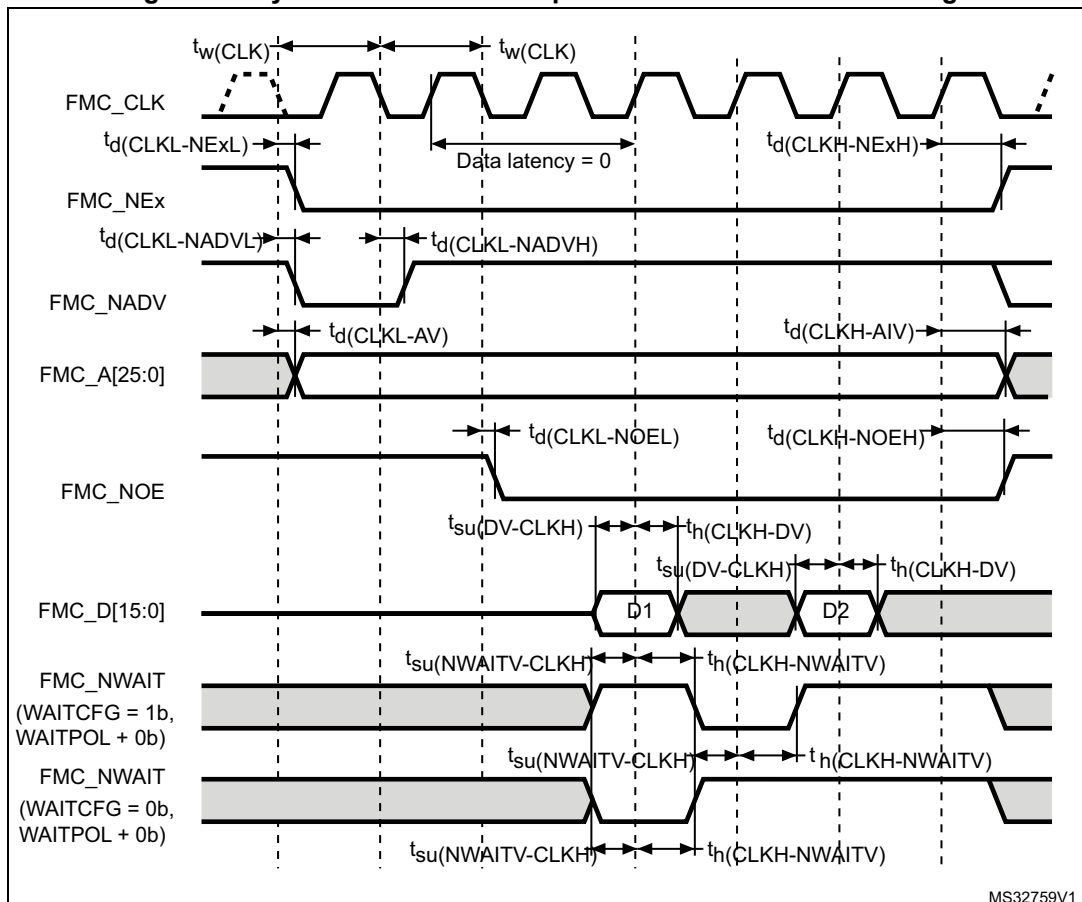 tw(CLK) tw(CLK)
FMC_CLK
td(CLKL-NExL) Data latency = 0 td(CLKH-NExH)
FMC_NEx
td(CLKL-NADVL) td(CLKL-NADVH)
FMC_NADV
td(CLKL-AV) td(CLKH-AIV)
FMC_A[25:0]
td(CLKL-NOEL) td(CLKH-NOEH)
FMC_NOE
tsu(DV-CLKH) th(CLKH-DV)
tsu(DV-CLKH) th(CLKH-DV)
FMC_D[15:0] D1 D2
tsu(NWAITV-CLKH) th(CLKH-NWAITV)
FMC_NWAIT
(WAITCFG = 1b,
WAITPOL + 0b)
tsu(NWAITV-CLKH) th(CLKH-NWAITV)
FMC_NWAIT
(WAITCFG = 0b,
WAITPOL + 0b)
tsu(NWAITV-CLKH) th(CLKH-NWAITV)
MS32759V1